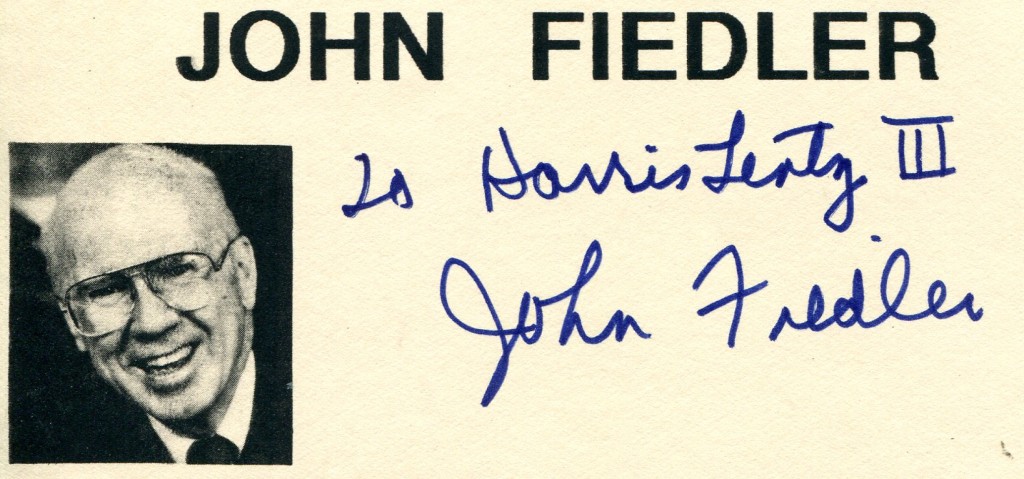 JOHN FIEDLER
To Harris Lentz III
John Fiedler